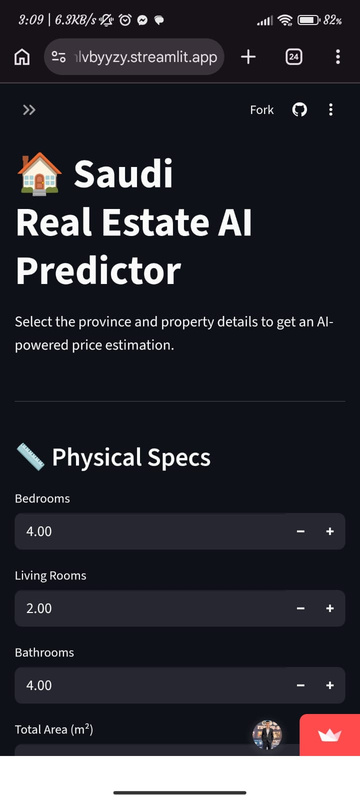 3:09 | 6.3KB/s
82%
lvbyyzy.streamlit.app
24
Fork
Saudi
Real Estate AI
Predictor
Select the province and property details to get an AI-
powered price estimation.
Physical Specs
Bedrooms
4.00
Living Rooms
2.00
Bathrooms
4.00
Total Area (m²)